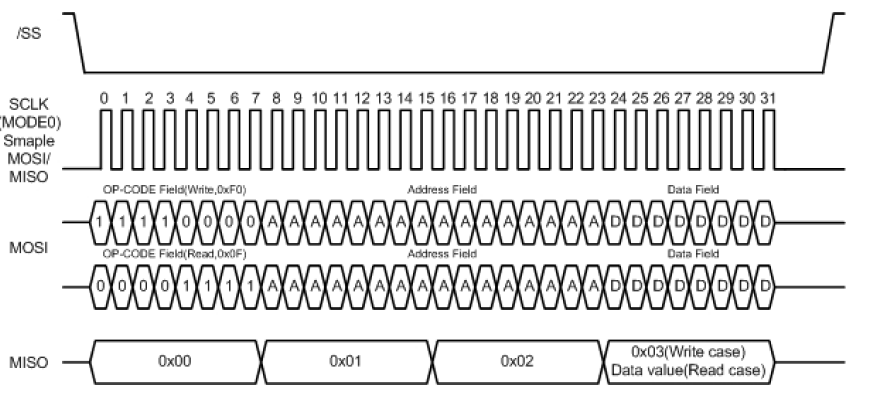 /SS
0 1 2 3 4 5 6 7 8 9 10 11 12 13 14 15 16 17 18 19 20 21 22 23 24 25 26 27 28 29 30 31
SCLK
(MODE0)
Smaple
MOSI/
MISO
OP-CODE Field(Write,0xF0) Address Field Data Field
1 1 1 1 0 0 0 0 A A A A A A A A A A A A A A A A D D D D D D D D
MOSI
OP-CODE Field(Read,0x0F) Address Field Data Field
0 0 0 0 1 1 1 1 A A A A A A A A A A A A A A A A D D D D D D D D
MISO 0x00 0x01 0x02 0x03(Write case)
Data value(Read case)